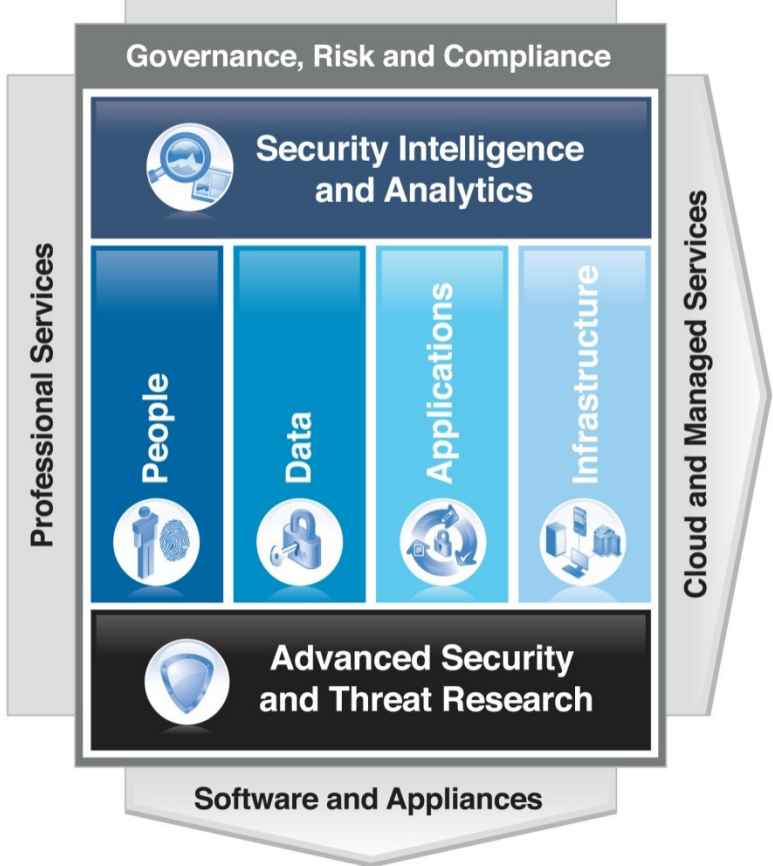 Governance, Risk and Compliance
Security Intelligence
and Analytics
Professional Services
People
Data
Applications
Infrastructure
Cloud and Managed Services
Advanced Security
and Threat Research
Software and Appliances